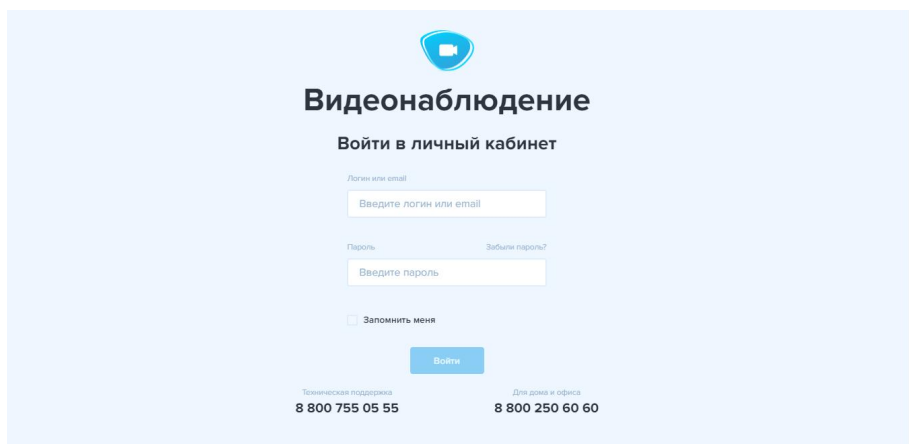 Видеонаблюдение
Войти в личный кабинет
Логин или email
Введите логин или email
Пароль Забыли пароль?
Введите пароль
Запомнить меня
Войти
Техническая поддержка Для дома и офиса
8 800 755 05 55 8 800 250 60 60